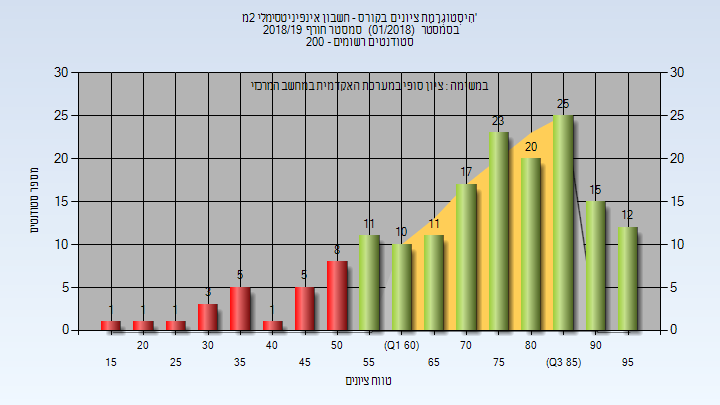 היסטוגרמת ציונים בקורס - חשבון אינפיניטסימלי 2מ'
בסמסטר (01/2018) סמסטר חורף 2018/19
סטודנטים רשומים - 200
במשימה : ציון סופי במערכת האקדמית במחשב המרכזי
30 30
25 25
20 20
15 15
10 10
5 5
0 0
1 1 1 3 5 1 5 8 11 10 11 17 23 20 25 15 12
מספר סטודנטים
20 30 40 50 (Q1 60) 70 80 90
15 25 35 45 55 65 75 (Q3 85) 95
טווח ציונים